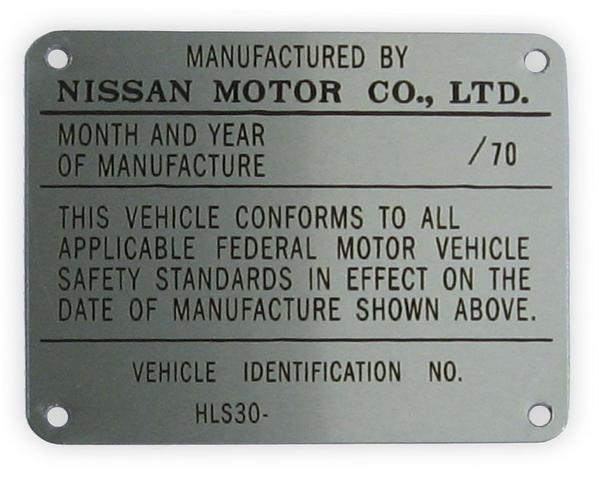 MANUFACTURED BY
NISSAN MOTOR CO., LTD.
MONTH AND YEAR
OF MANUFACTURE
/70
THIS VEHICLE CONFORMS TO ALL
APPLICABLE FEDERAL MOTOR VEHICLE
SAFETY STANDARDS IN EFFECT ON THE
DATE OF MANUFACTURE SHOWN ABOVE.
VEHICLE IDENTIFICATION NO.
HLS30-